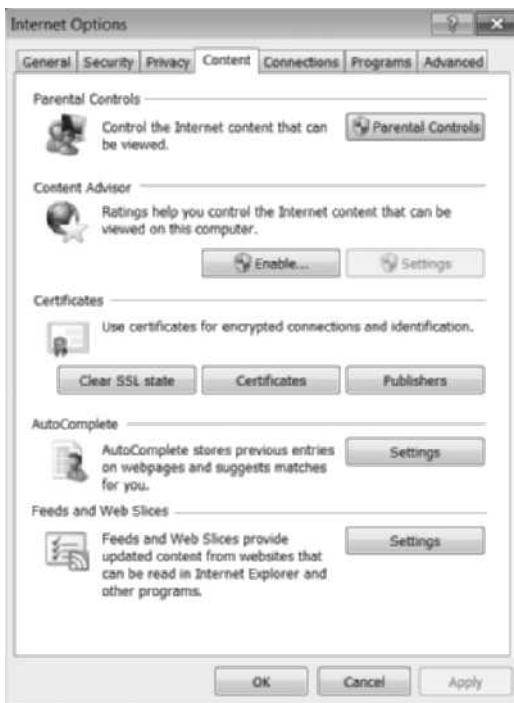 Internet Options
General Security Privacy Content Connections Programs Advanced
Parental Controls
Control the Internet content that can
be viewed.
Parental Controls
Content Advisor
Ratings help you control the Internet content that can be
viewed on this computer.
Enable...
Settings
Certificates
Use certificates for encrypted connections and identification.
Clear SSL state
Certificates
Publishers
AutoComplete
AutoComplete stores previous entries
on webpages and suggests matches
for you.
Settings
Feeds and Web Slices
Feeds and Web Slices provide
updated content from websites that
can be read in Internet Explorer and
other programs.
Settings
OK
Cancel
Apply